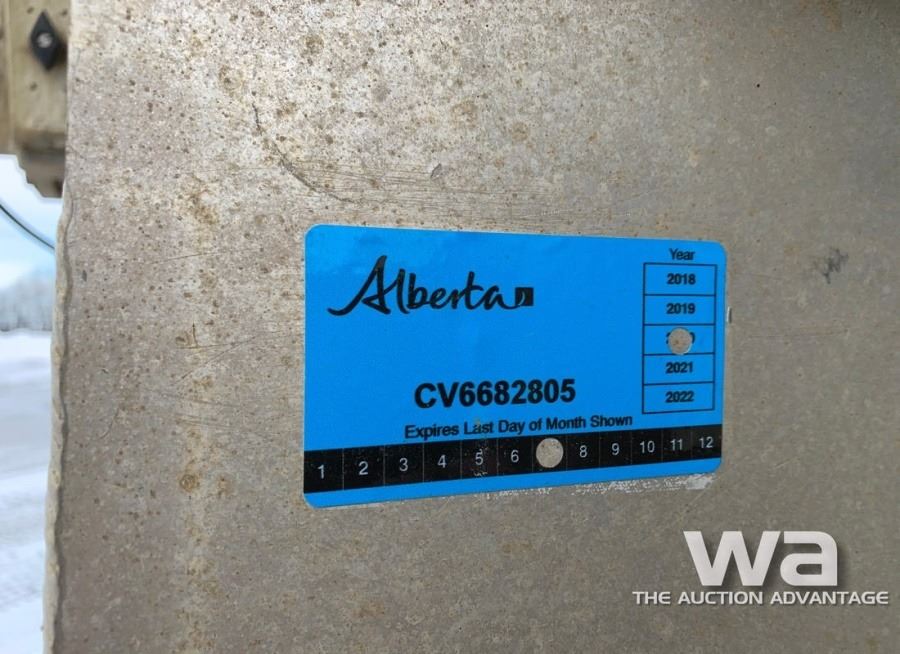 Alberta
Year
2018
2019
2021
2022
CV6682805
Expires Last Day of Month Shown
1 2 3 4 5 6 8 9 10 11 12
wa
THE AUCTION ADVANTAGE